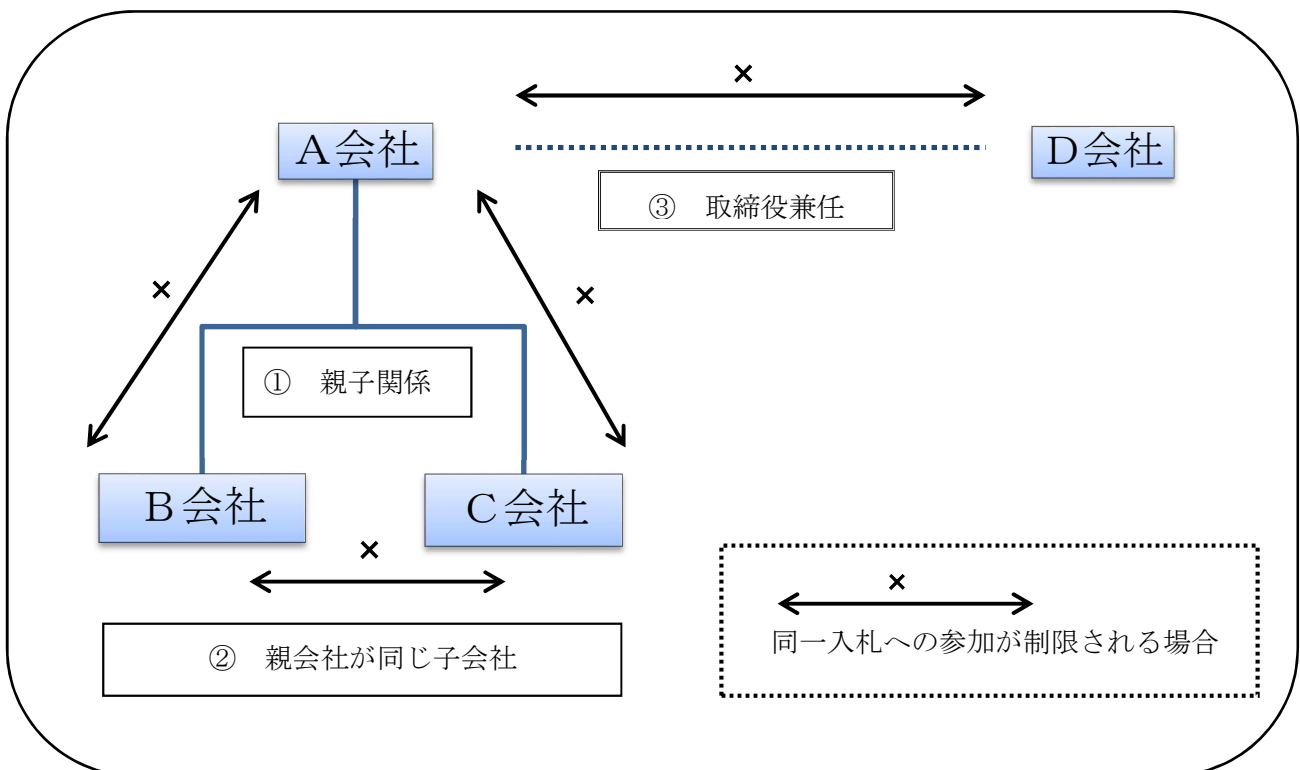 ×
A会社
D会社
③ 取締役兼任
×
×
① 親子関係
B会社
C会社
×
② 親会社が同じ子会社
×
同一入札への参加が制限される場合